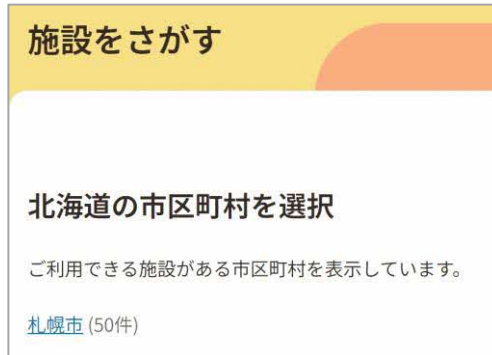 施設をさがす
北海道の市区町村を選択
ご利用できる施設がある市区町村を表示しています。
札幌市 (50件)